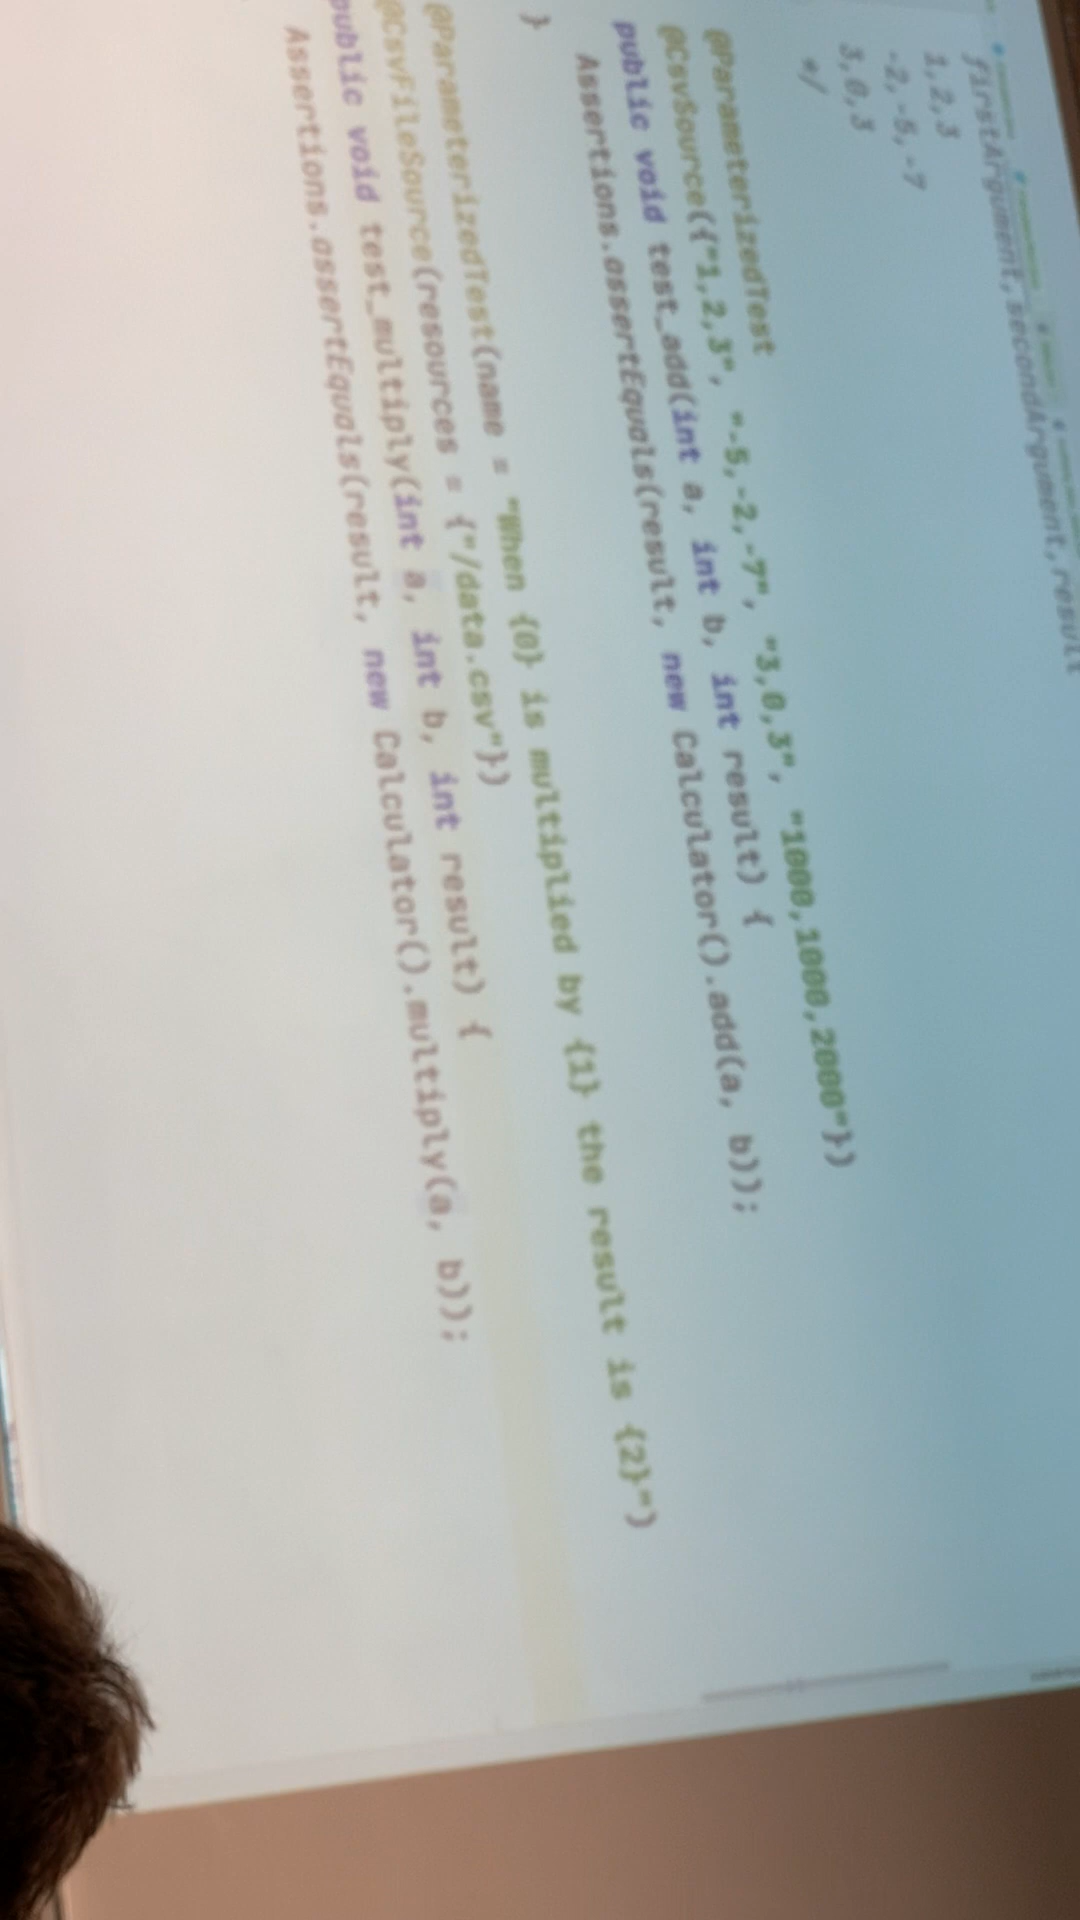 firstArgument,secondArgument,result
1,2,3
-2,-5,-7
3,0,3
*/
@ParameterizedTest
@CsvSource({"1,2,3", "-5,-2,-7", "3,0,3", "1000,1000,2000"})
public void test_add(int a, int b, int result) {
Assertions.assertEquals(result, new Calculator().add(a, b));
}
@ParameterizedTest(name = "When {0} is multiplied by {1} the result is {2}")
@CsvFileSource(resources = {"/data.csv"})
public void test_multiply(int a, int b, int result) {
Assertions.assertEquals(result, new Calculator().multiply(a, b));